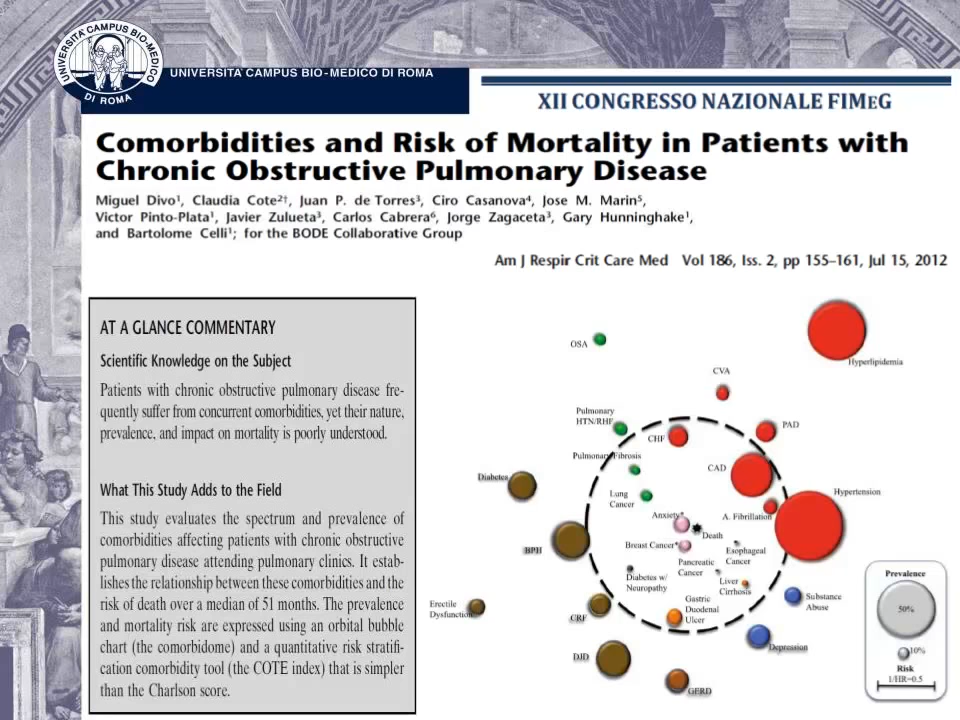 UNIVERSITÀ CAMPUS BIO-MEDICO
DI ROMA
UNIVERSITÀ CAMPUS BIO-MEDICO DI ROMA
XII CONGRESSO NAZIONALE FIMEG
Comorbidities and Risk of Mortality in Patients with
Chronic Obstructive Pulmonary Disease
Miguel Divo¹, Claudia Cote²†, Juan P. de Torres³, Ciro Casanova⁴, Jose M. Marin⁵,
Victor Pinto-Plata¹, Javier Zulueta³, Carlos Cabrera⁶, Jorge Zagaceta³, Gary Hunninghake¹,
and Bartolome Celli¹; for the BODE Collaborative Group
Am J Respir Crit Care Med Vol 186, Iss. 2, pp 155–161, Jul 15, 2012
AT A GLANCE COMMENTARY
Scientific Knowledge on the Subject
Patients with chronic obstructive pulmonary disease fre-
quently suffer from concurrent comorbidities, yet their nature,
prevalence, and impact on mortality is poorly understood.
What This Study Adds to the Field
This study evaluates the spectrum and prevalence of
comorbidities affecting patients with chronic obstructive
pulmonary disease attending pulmonary clinics. It estab-
lishes the relationship between these comorbidities and the
risk of death over a median of 51 months. The prevalence
and mortality risk are expressed using an orbital bubble
chart (the comorbidome) and a quantitative risk stratifi-
cation comorbidity tool (the COTE index) that is simpler
than the Charlson score.
OSA
Hyperlipidemia
CVA
Pulmonary
HTN/RHF
PAD
CHF
Pulmonary Fibrosis
CAD
Diabetes
Lung
Cancer
Hypertension
Anxiety*
A. Fibrillation
Death
BPH
Breast Cancer*
Esophageal
Cancer
Pancreatic
Cancer
Diabetes w/
Neuropathy
Liver
Cirrhosis
Substance
Abuse
Erectile
Dysfunction
CRF
Gastric
Duodenal
Ulcer
Depression
DJD
GERD
Prevalence
50%
10%
Risk
1/HR=0.5